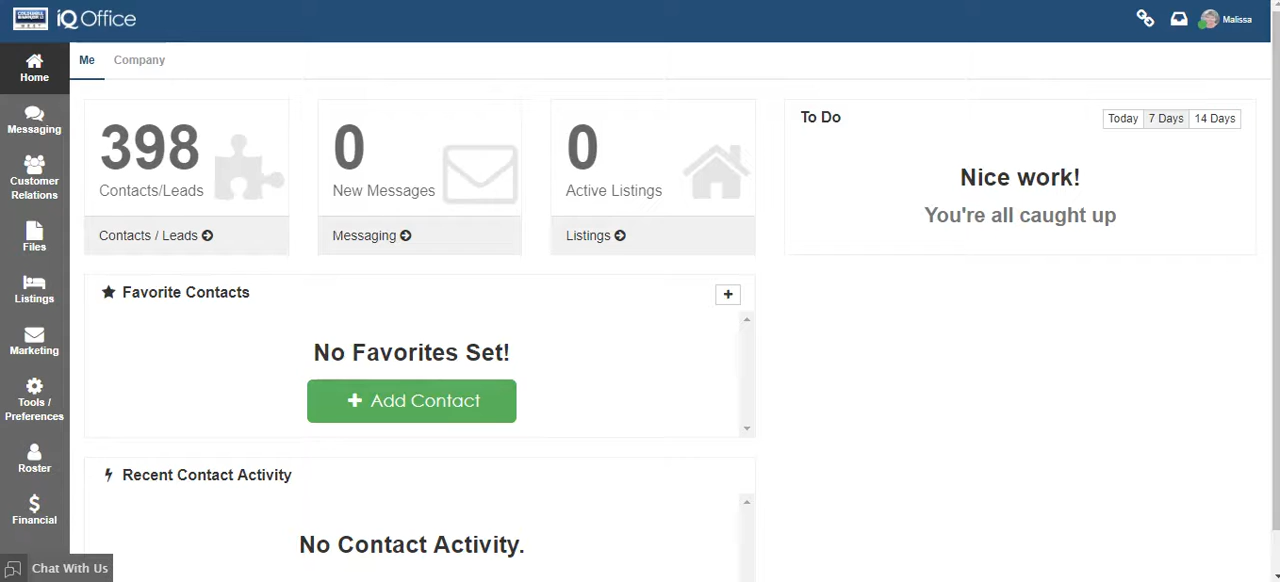 iQ Office
Malissa
Home
Messaging
Customer
Relations
Files
Listings
Marketing
Tools /
Preferences
Roster
Financial
Chat With Us
Me
Company
398
Contacts/Leads
Contacts / Leads
0
New Messages
Messaging
0
Active Listings
Listings
To Do
Today
7 Days
14 Days
Nice work!
You're all caught up
Favorite Contacts
No Favorites Set!
Add Contact
Recent Contact Activity
No Contact Activity.